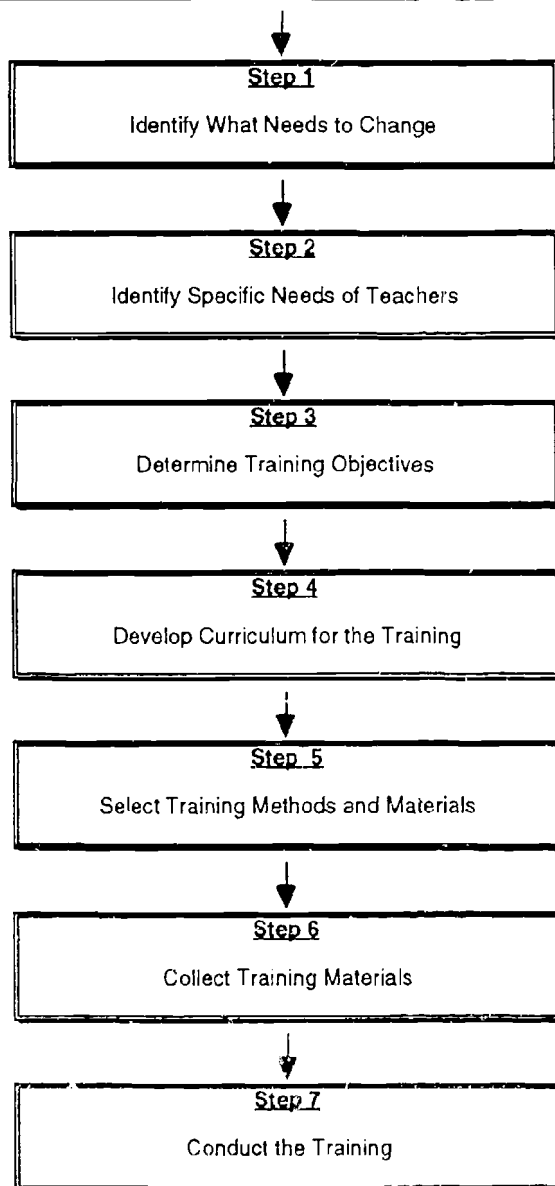 Step 1
Identify What Needs to Change
Step 2
Identify Specific Needs of Teachers
Step 3
Determine Training Objectives
Step 4
Develop Curriculum for the Training
Step 5
Select Training Methods and Materials
Step 6
Collect Training Materials
Step 7
Conduct the Training